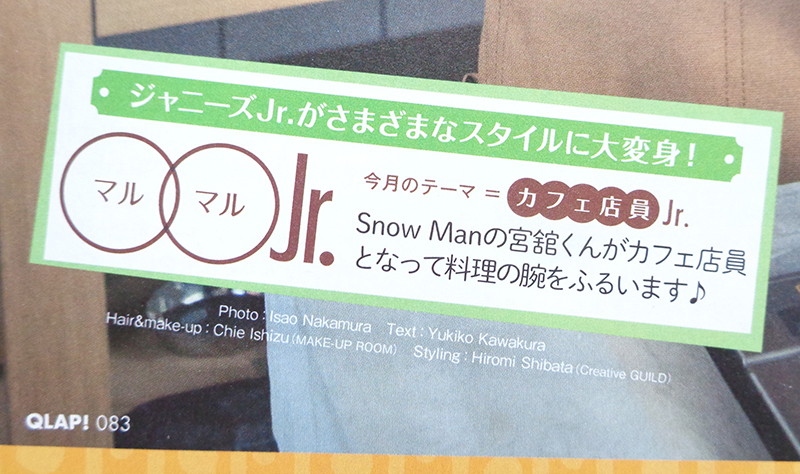 ジャニーズJr.がさまざまなスタイルに大変身！
マル マル Jr.
今月のテーマ = カフェ店員 Jr.
Snow Manの宮舘くんがカフェ店員
となって料理の腕をふるいます♪
Photo : Isao Nakamura Text : Yukiko Kawakura
Hair&make-up : Chie Ishizu (MAKE-UP ROOM) Styling : Hiromi Shibata (Creative GUILD)
QLAP! 083